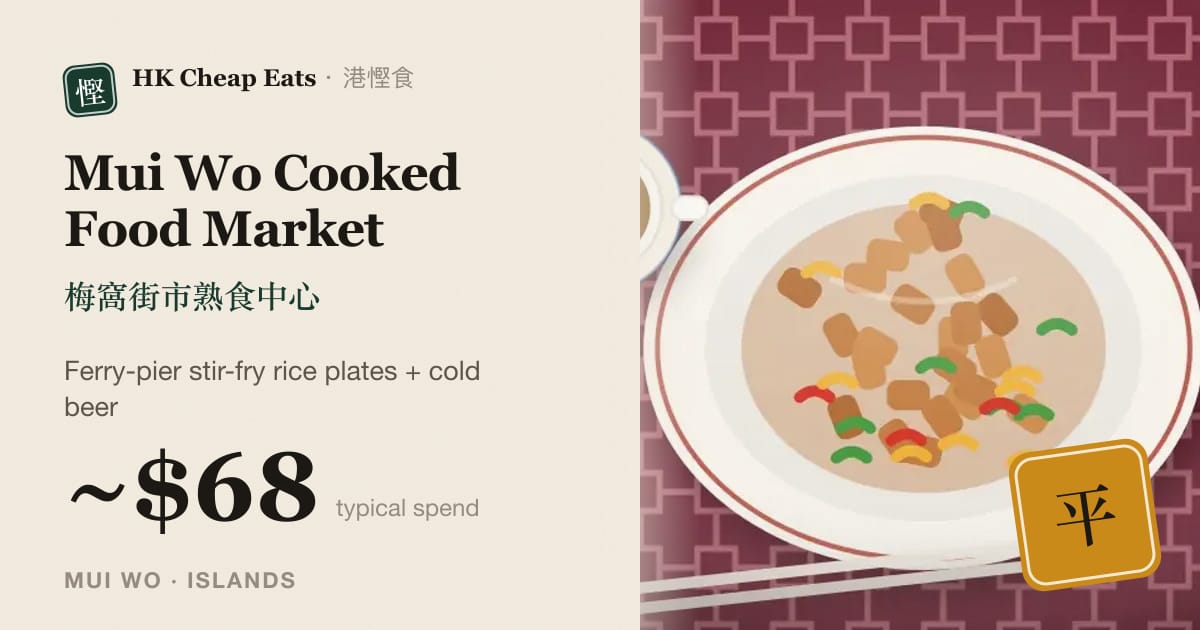 慳
HK Cheap Eats · 港慳食
Mui Wo Cooked
Food Market
梅窩街市熟食中心
Ferry-pier stir-fry rice plates + cold
beer
~$68 typical spend
MUI WO · ISLANDS
平